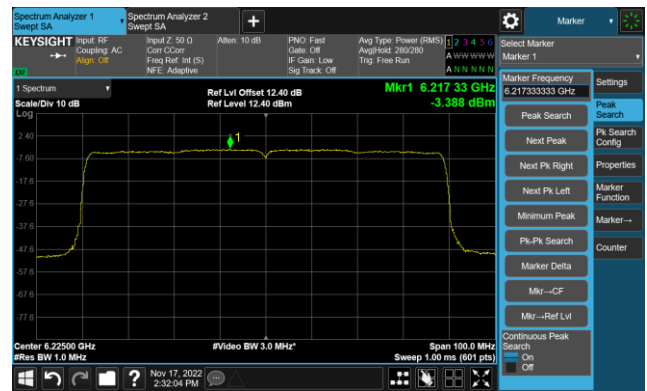 Spectrum Analyzer 1
Swept SA
Spectrum Analyzer 2
Swept SA
+
Marker
KEYSIGHT
Input: RF
Coupling: AC
Align: Off
Input Z: 50 Ω
Corr CCorr
Freq Ref: Int (S)
NFE: Adaptive
Atten: 10 dB
PNO: Fast
Gate: Off
IF Gain: Low
Sig Track: Off
Avg Type: Power (RMS)
Avg|Hold: 280/280
Trig: Free Run
1 2 3 4 5 6
A W W W W W
A N N N N N
Select Marker
Marker 1
1 Spectrum
Scale/Div 10 dB
Log
Ref Lvl Offset 12.40 dB
Ref Level 12.40 dBm
Mkr1 6.217 33 GHz
-3.388 dBm
Marker Frequency
6.217333333 GHz
Settings
Peak Search
Peak
Search
Next Peak
Pk Search
Config
Next Pk Right
Properties
Next Pk Left
Marker
Function
Minimum Peak
Marker→
Pk-Pk Search
Counter
Marker Delta
Mkr→CF
Mkr→Ref Lvl
Continuous Peak
Search
On
Off
1
2.40
-7.60
-17.6
-27.6
-37.6
-47.6
-57.6
-67.6
-77.6
Center 6.22500 GHz
#Res BW 1.0 MHz
#Video BW 3.0 MHz*
Span 100.0 MHz
Sweep 1.00 ms (601 pts)
?
Nov 17, 2022
2:32:04 PM